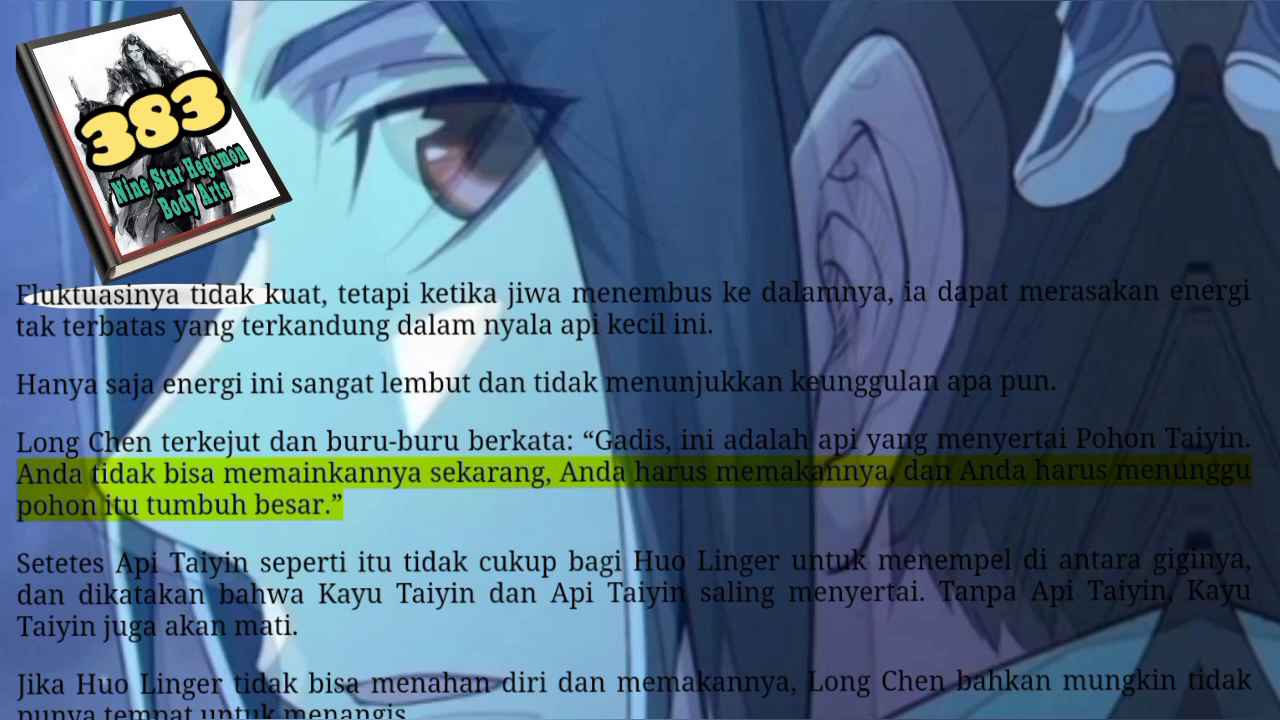 383
Nine Star Hegemon
Body Arts
Fluktuasinya tidak kuat, tetapi ketika jiwa menembus ke dalamnya, ia dapat merasakan energi
tak terbatas yang terkandung dalam nyala api kecil ini.
Hanya saja energi ini sangat lembut dan tidak menunjukkan keunggulan apa pun.
Long Chen terkejut dan buru-buru berkata: “Gadis, ini adalah api yang menyertai Pohon Taiyin.
Anda tidak bisa memainkannya sekarang, Anda harus memakannya, dan Anda harus menunggu
pohon itu tumbuh besar.”
Setetes Api Taiyin seperti itu tidak cukup bagi Huo Linger untuk menempel di antara giginya,
dan dikatakan bahwa Kayu Taiyin dan Api Taiyin saling menyertai. Tanpa Api Taiyin, Kayu
Taiyin juga akan mati.
Jika Huo Linger tidak bisa menahan diri dan memakannya, Long Chen bahkan mungkin tidak
punya tempat untuk menangis.